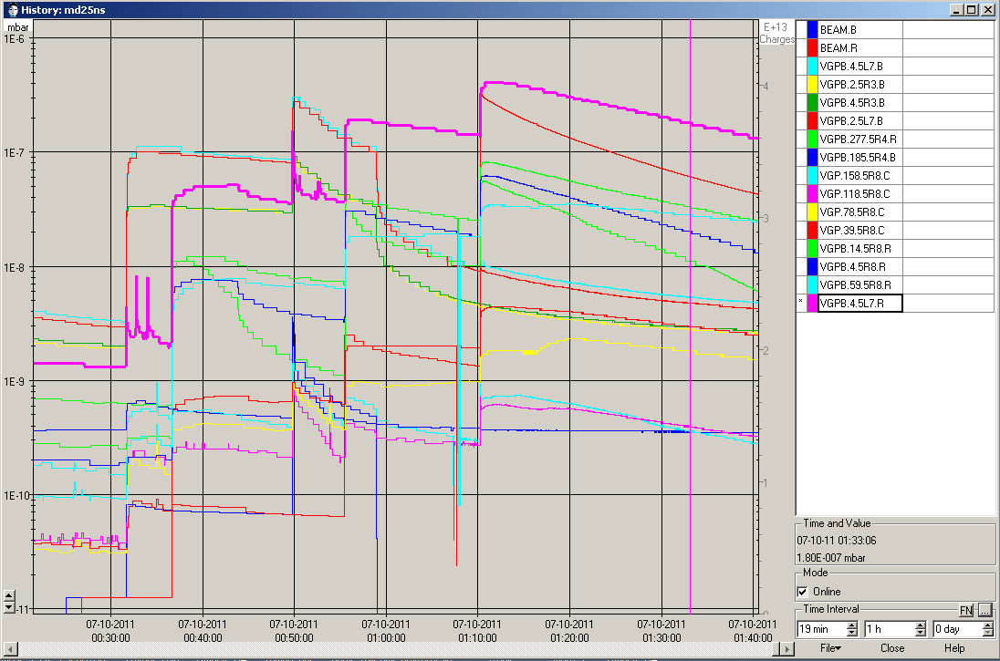 History: md25ns
mbar
1E-6
1E-7
1E-8
1E-9
1E-10
-11
E+13
Charges
4
3
2
1
0
07-10-2011 07-10-2011 07-10-2011 07-10-2011 07-10-2011 07-10-2011 07-10-2011 07-10-2011
00:30:00 00:40:00 00:50:00 01:00:00 01:10:00 01:20:00 01:30:00 01:40:00
BEAM.B
BEAM.R
VGPB.4.5L7.B
VGPB.2.5R3.B
VGPB.4.5R3.B
VGPB.2.5L7.B
VGPB.277.5R4.R
VGPB.185.5R4.B
VGP.158.5R8.C
VGP.118.5R8.C
VGP.78.5R8.C
VGP.39.5R8.C
VGPB.14.5R8.R
VGPB.4.5R8.R
VGPB.59.5R8.R
* VGPB.4.5L7.R
Time and Value
07-10-11 01:33:06
1.80E-007 mbar
Mode
Online
Time Interval FN ...
19 min 1 h 0 day
File Close Help